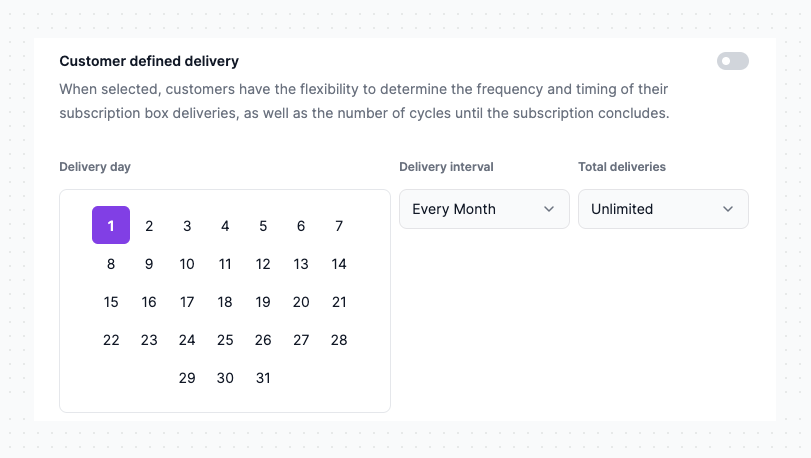 Customer defined delivery
When selected, customers have the flexibility to determine the frequency and timing of their
subscription box deliveries, as well as the number of cycles until the subscription concludes.
Delivery day
Delivery interval
Total deliveries
Every Month
Unlimited
1 2 3 4 5 6 7
8 9 10 11 12 13 14
15 16 17 18 19 20 21
22 23 24 25 26 27 28
29 30 31